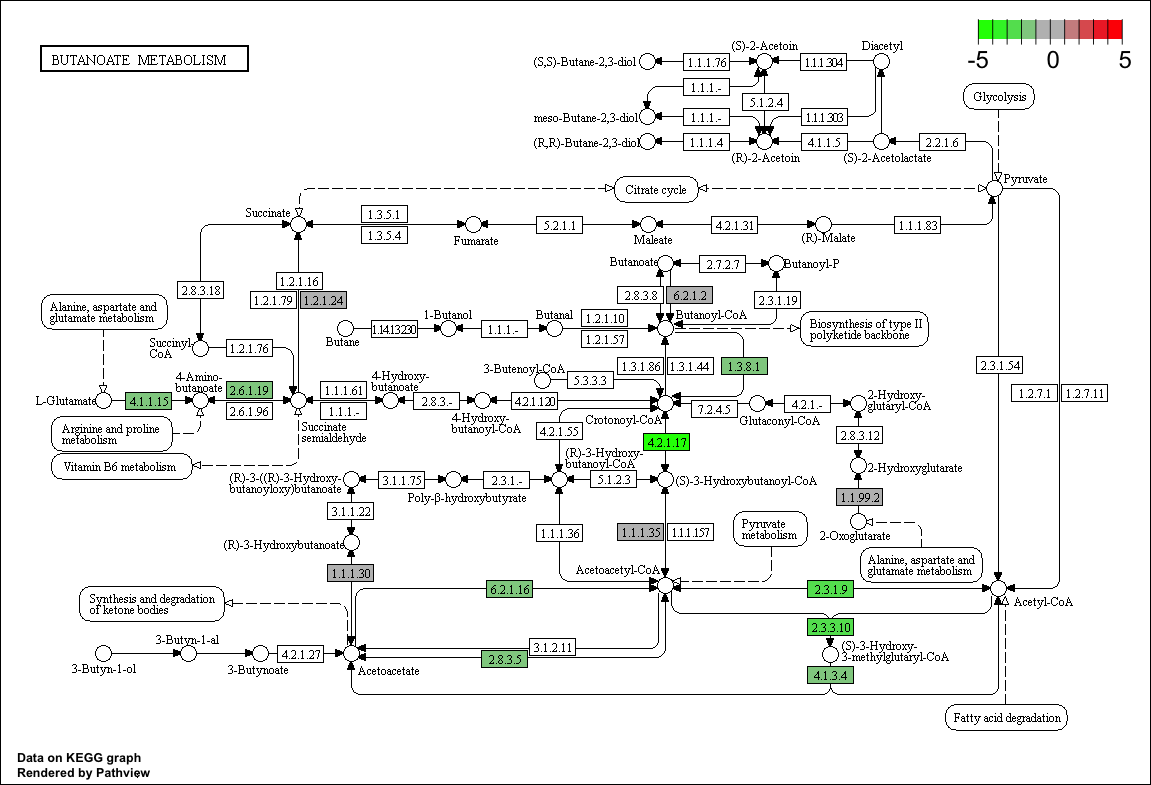 BUTANOATE METABOLISM
-5 0 5
(S)-2-Acetoin
Diacetyl
(S,S)-Butane-2,3-diol
1.1.1.76
1.1.1.304
1.1.1.-
5.1.2.4
Glycolysis
meso-Butane-2,3-diol
1.1.1.-
1.1.1.303
(R,R)-Butane-2,3-diol
1.1.1.4
4.1.1.5
2.2.1.6
(R)-2-Acetoin
(S)-2-Acetolactate
Pyruvate
Citrate cycle
Succinate
1.3.5.1
1.3.5.4
Fumarate
5.2.1.1
Maleate
4.2.1.31
(R)-Malate
1.1.1.83
Butanoate
2.7.2.7
Butanoyl-P
2.8.3.18
1.2.1.16
1.2.1.79
1.2.1.24
2.8.3.8
6.2.1.2
2.3.1.19
Alanine, aspartate and
glutamate metabolism
Butane
1.14.13.230
1-Butanol
1.1.1.-
Butanal
1.2.1.10
1.2.1.57
Butanoyl-CoA
Biosynthesis of type II
polyketide backbone
Succinyl-
CoA
1.2.1.76
3-Butenoyl-CoA
5.3.3.3
1.3.1.86
1.3.1.44
1.3.8.1
2.3.1.54
1.2.7.1
1.2.7.11
L-Glutamate
4.1.1.15
4-Amino-
butanoate
2.6.1.19
2.6.1.96
1.1.1.61
1.1.1.-
4-Hydroxy-
butanoate
2.8.3.-
4-Hydroxy-
butanoyl-CoA
4.2.1.120
Crotonoyl-CoA
7.2.4.5
Glutaconyl-CoA
4.2.1.-
2-Hydroxy-
glutaryl-CoA
Arginine and proline
metabolism
Succinate
semialdehyde
Vitamin B6 metabolism
4.2.1.55
4.2.1.17
2.8.3.12
(R)-3-((R)-3-Hydroxy-
butanoyloxy)butanoate
3.1.1.75
Poly-β-hydroxybutyrate
2.3.1.-
(R)-3-Hydroxy-
butanoyl-CoA
5.1.2.3
(S)-3-Hydroxybutanoyl-CoA
2-Hydroxyglutarate
1.1.99.2
2-Oxoglutarate
3.1.1.22
1.1.1.36
1.1.1.35
1.1.1.157
Pyruvate
metabolism
(R)-3-Hydroxybutanoate
1.1.1.30
Acetoacetyl-CoA
Alanine, aspartate and
glutamate metabolism
Synthesis and degradation
of ketone bodies
6.2.1.16
2.3.1.9
Acetyl-CoA
2.3.3.10
3-Butyn-1-ol
3-Butyn-1-al
3-Butynoate
4.2.1.27
Acetoacetate
3.1.2.11
2.8.3.5
(S)-3-Hydroxy-
3-methylglutaryl-CoA
4.1.3.4
Fatty acid degradation
Data on KEGG graph
Rendered by Pathview